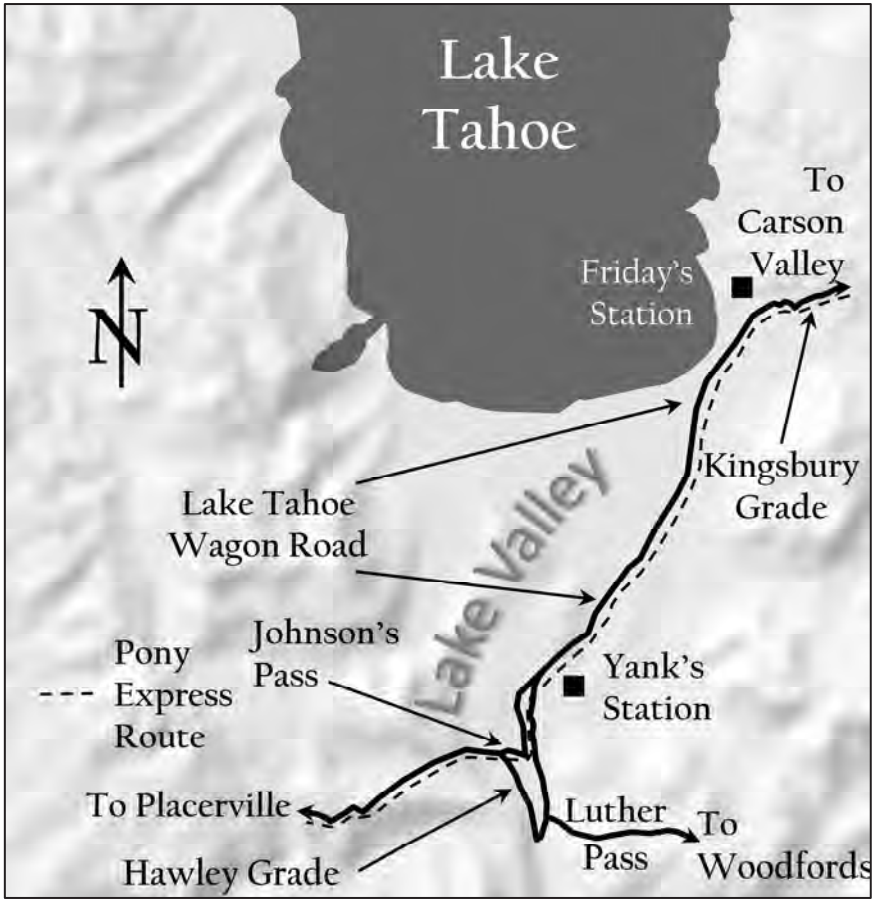 Lake
Tahoe
To
Carson
Valley
Friday's
Station
N
Kingsbury
Grade
Lake Tahoe
Wagon Road
Lake Valley
Johnson's
Pass
Pony
Express
Route
Yank's
Station
To Placerville
Luther
Pass
To
Woodfords
Hawley Grade